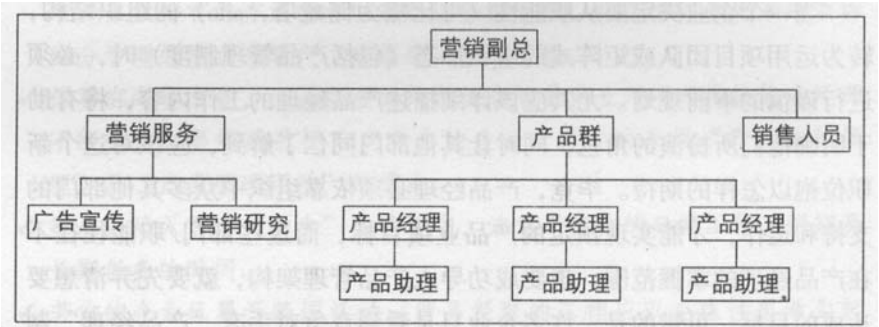 营销副总
营销服务 产品群 销售人员
广告宣传 营销研究 产品经理 产品经理 产品经理
产品助理 产品助理 产品助理